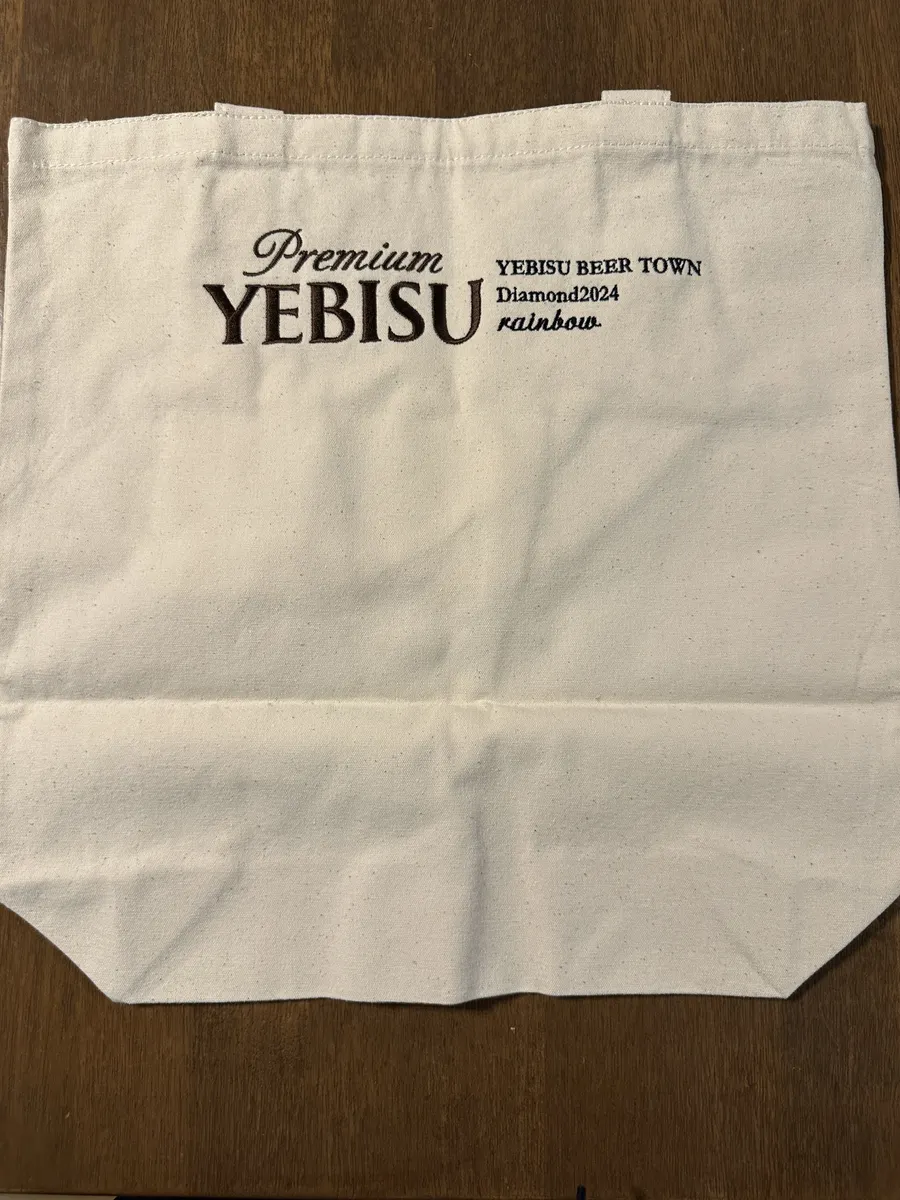 Premium
YEBISU
YEBISU BEER TOWN
Diamond2024
rainbow